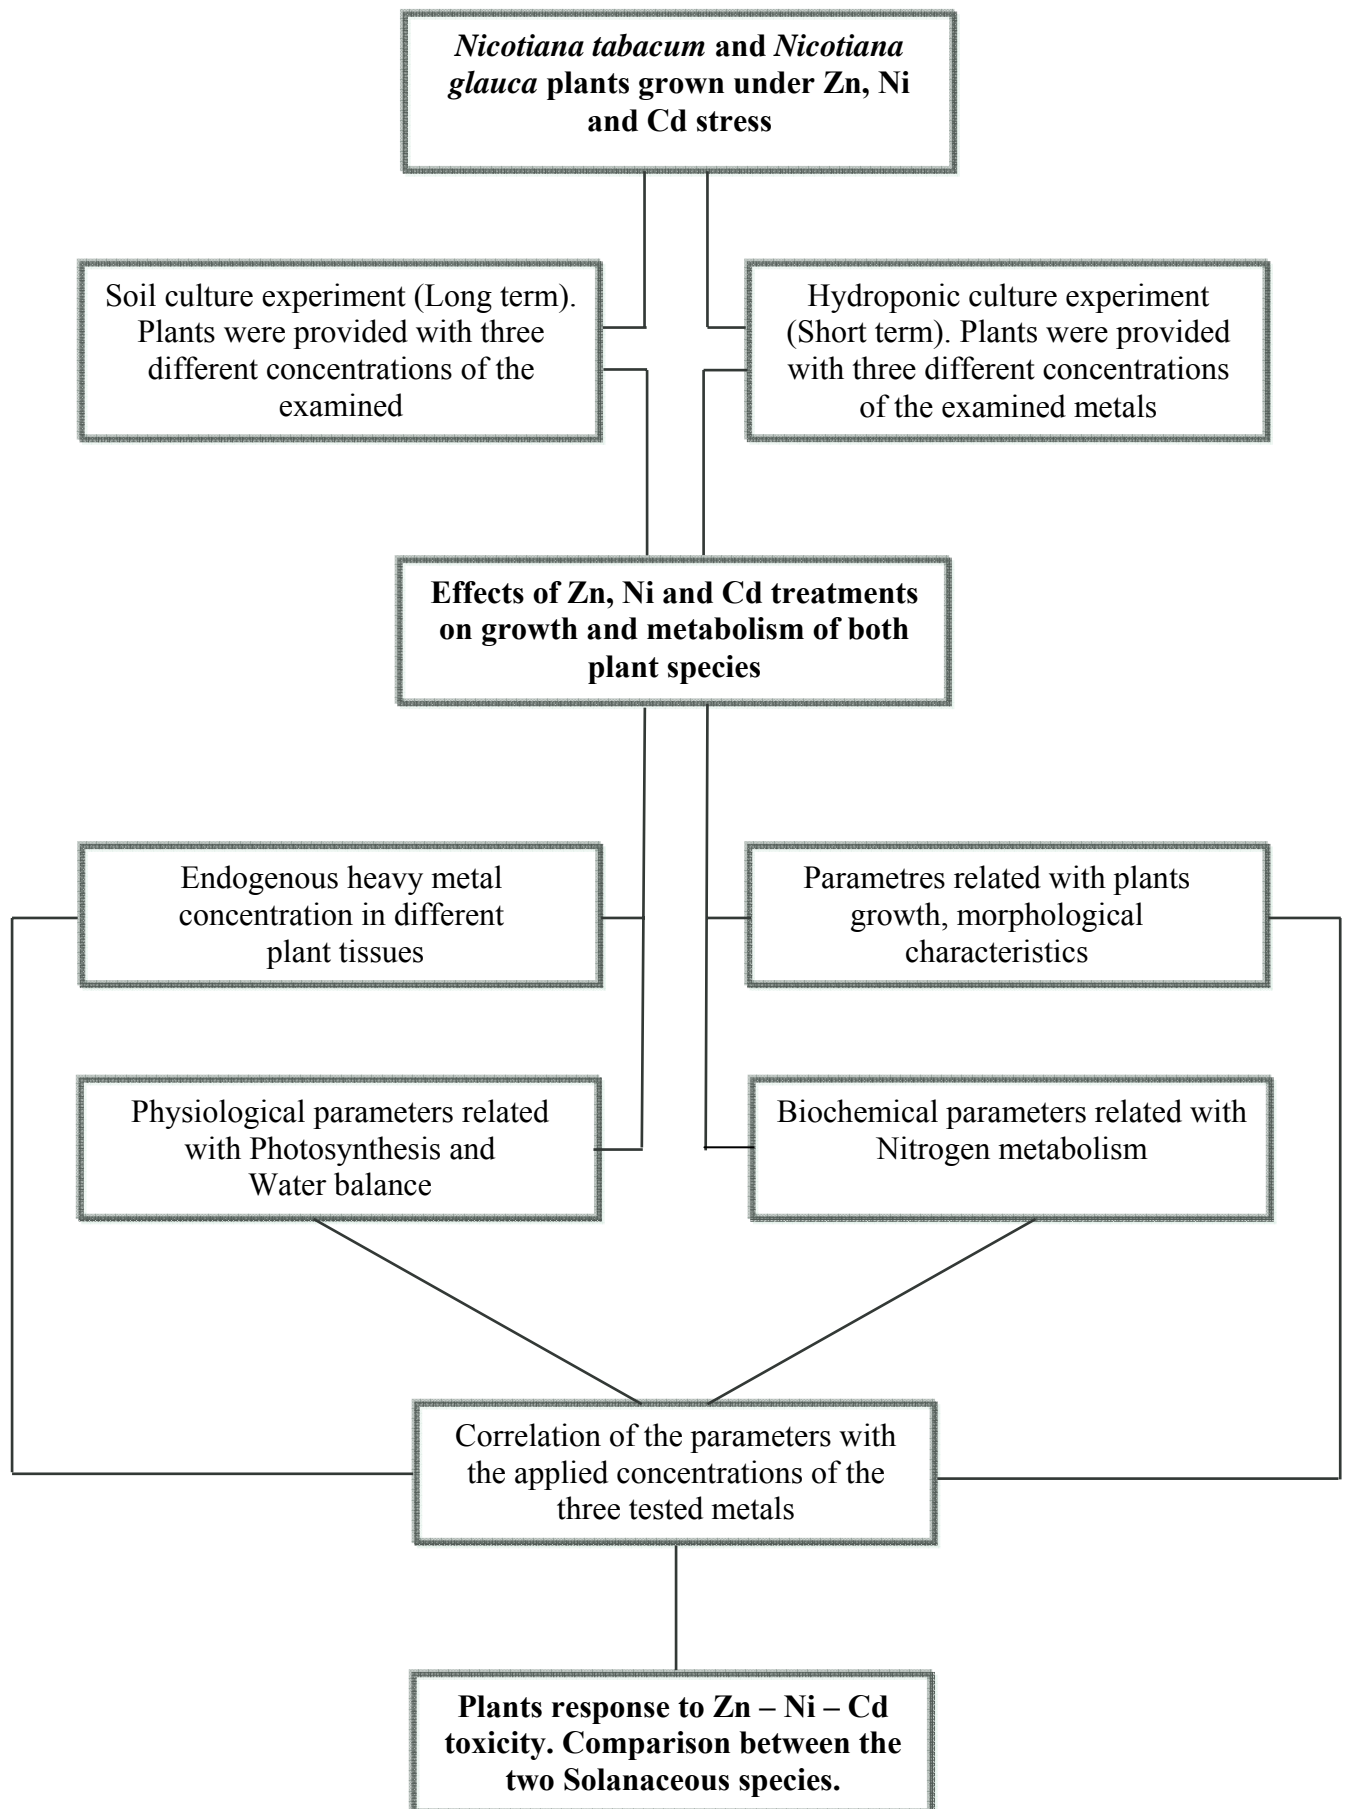 Nicotiana tabacum and Nicotiana
glauca plants grown under Zn, Ni
and Cd stress
Soil culture experiment (Long term).
Plants were provided with three
different concentrations of the
examined
Hydroponic culture experiment
(Short term). Plants were provided
with three different concentrations
of the examined metals
Effects of Zn, Ni and Cd treatments
on growth and metabolism of both
plant species
Endogenous heavy metal
concentration in different
plant tissues
Parametres related with plants
growth, morphological
characteristics
Physiological parameters related
with Photosynthesis and
Water balance
Biochemical parameters related with
Nitrogen metabolism
Correlation of the parameters with
the applied concentrations of the
three tested metals
Plants response to Zn – Ni – Cd
toxicity. Comparison between the
two Solanaceous species.